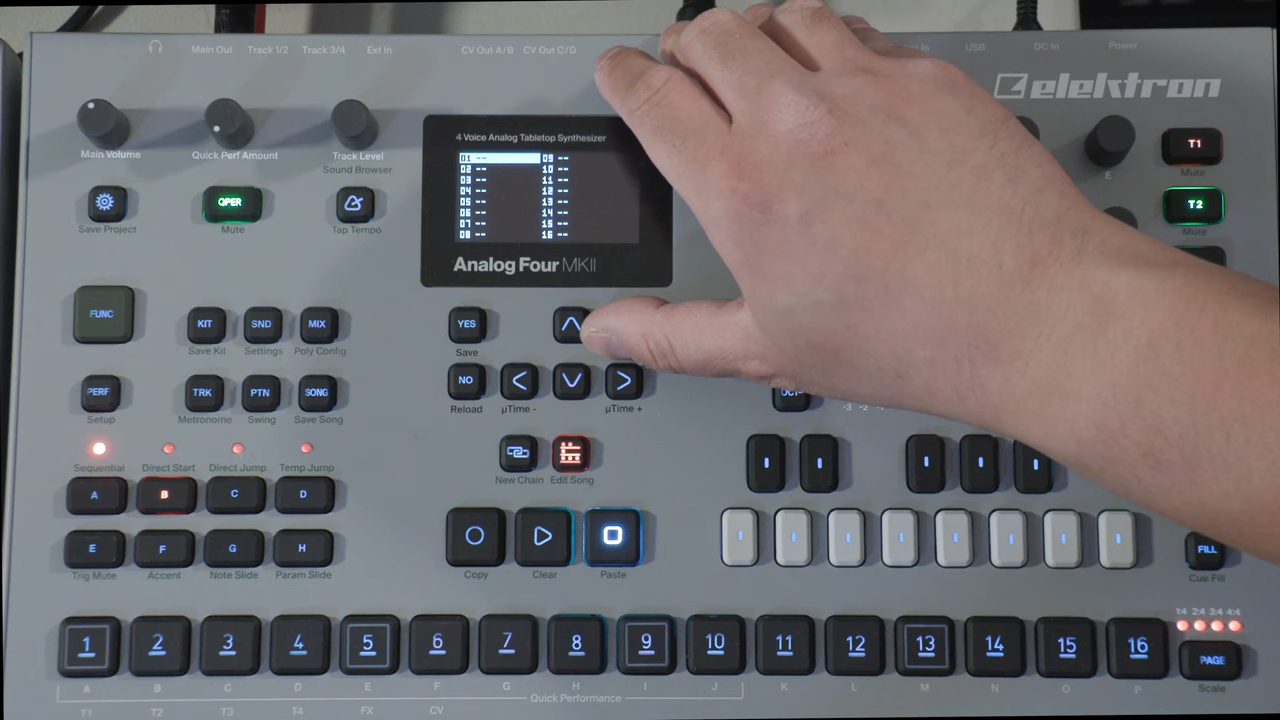 Main Out Track 1/2 Track 3/4 Ext In CV Out A/B CV Out C/D In USB DC In Power
elektron
4 Voice Analog Tabletop Synthesizer
01 -- 09 --
02 -- 10 --
03 -- 11 --
04 -- 12 --
05 -- 13 --
06 -- 14 --
07 -- 15 --
08 -- 16 --
Analog Four MKII
Main Volume Quick Perf Amount Track Level
Sound Browser
E
T1
Mute
QPER
T2
Save Project Mute Tap Tempo
Mute
FUNC
KIT SND MIX YES
Save Kit Settings Poly Config Save
NO
PERF TRK PTN SONG
Reload µTime - µTime +
OCT-
-3 -2 -1
Setup Metronome Swing Save Song
Sequential Direct Start Direct Jump Temp Jump
New Chain Edit Song
A B C D
E F G H
FILL
Trig Mute Accent Note Slide Param Slide
Copy Clear Paste
Cue Fill
1:4 2:4 3:4 4:4
1 2 3 4 5 6 7 8 9 10 11 12 13 14 15 16
PAGE
A B C D E F G H I J K L M N O P
Scale
Quick Performance
T1 T2 T3 T4 FX CV